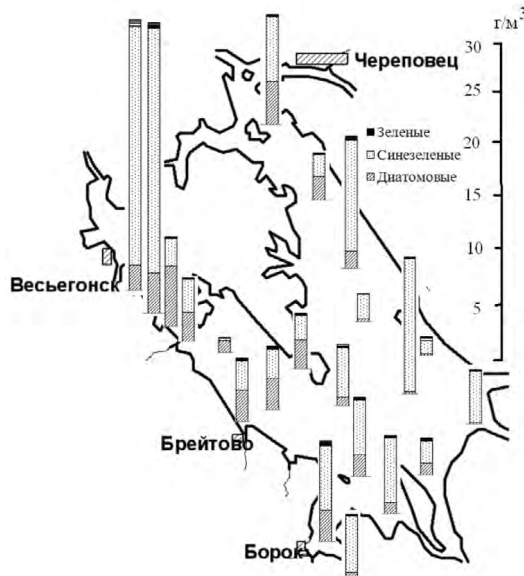 г/м³
30
Череповец
25
Зеленые
Синезеленые
Диатомовые
20
15
10
Весьегонск
5
Брейтово
Борок